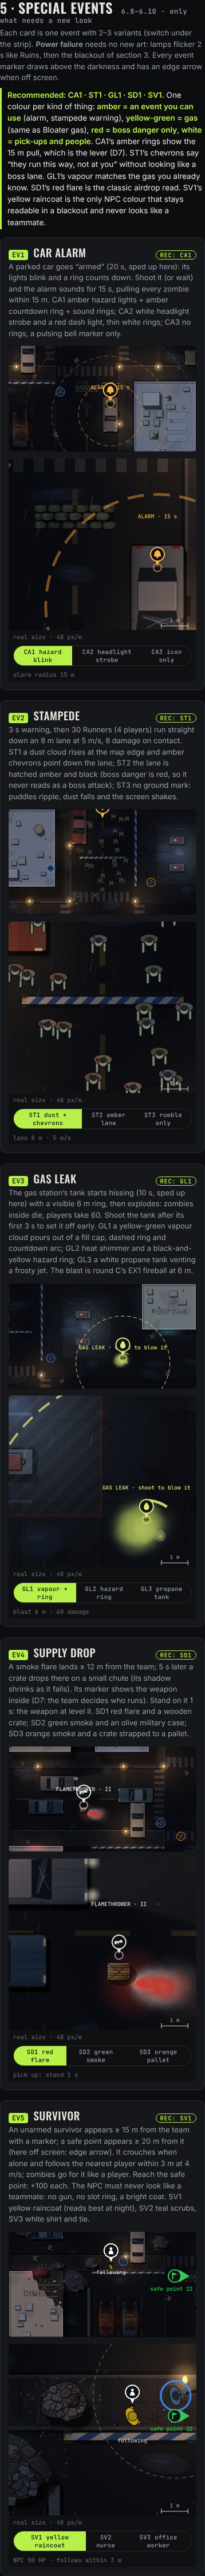 5 · SPECIAL EVENTS 6.8–6.10 · only
what needs a new look
Each card is one event with 2–3 variants (switch under
the strip). Power failure needs no new art: lamps flicker 2
s like Ruins, then the blackout of section 3. Every event
marker draws above the darkness and has an edge arrow
when off screen.
Recommended: CA1 · ST1 · GL1 · SD1 · SV1. One
colour per kind of thing: amber = an event you can
use (alarm, stampede warning), yellow-green = gas
(same as Bloater gas), red = boss danger only, white
= pick-ups and people. CA1's amber rings show the
15 m pull, which is the lever (D7). ST1's chevrons say
"they run this way, not at you" without looking like a
boss lane. GL1's vapour matches the gas you already
know. SD1's red flare is the classic airdrop read. SV1's
yellow raincoat is the only NPC colour that stays
readable in a blackout and never looks like a
teammate.
EV1 CAR ALARM REC: CA1
A parked car goes "armed" (20 s, sped up here): its
lights blink and a ring counts down. Shoot it (or wait)
and the alarm sounds for 15 s, pulling every zombie
within 15 m. CA1 amber hazard lights + amber
countdown ring + sound rings; CA2 white headlight
strobe and a red dash light, thin white rings; CA3 no
rings, a pulsing bell marker only.
ALARM · 15 s
ALARM · 15 s
1 m
real size · 48 px/m
CA1 hazard blink
CA2 headlight strobe
CA3 icon only
alarm radius 15 m
EV2 STAMPEDE REC: ST1
3 s warning, then 30 Runners (4 players) run straight
down an 8 m lane at 5 m/s, 8 damage on contact.
ST1 a dust cloud rises at the map edge and amber
chevrons point down the lane; ST2 the lane is
hatched amber and black (boss danger is red, so it
never reads as a boss attack); ST3 no ground mark:
puddles ripple, dust falls and the screen shakes.
1 m
real size · 48 px/m
ST1 dust + chevrons
ST2 amber lane
ST3 rumble only
lane 8 m · 5 m/s
EV3 GAS LEAK REC: GL1
The gas station's tank starts hissing (10 s, sped up
here) with a visible 6 m ring, then explodes: zombies
inside die, players take 60. Shoot the tank after its
first 3 s to set it off early. GL1 a yellow-green vapour
cloud puffs out of a fill cap, dashed ring and
countdown arc; GL2 heat shimmer and a black-and-
yellow hazard ring; GL3 a white propane tank venting
a frosty jet. The blast is round C's EX1 fireball at 6 m.
GAS LEAK · to blow it
GAS LEAK · shoot to blow it
1 m
real size · 48 px/m
GL1 vapour + ring
GL2 hazard ring
GL3 propane tank
blast 6 m · 60 damage
EV4 SUPPLY DROP REC: SD1
A smoke flare lands ≥ 12 m from the team; 5 s later a
crate drops there on a small chute (its shadow
shrinks as it falls). Its marker shows the weapon
inside (D7: the team decides who runs). Stand on it 1
s: the weapon at level II. SD1 red flare and a wooden
crate; SD2 green smoke and an olive military case;
SD3 orange smoke and a crate strapped to a pallet.
FLAMETHROWER · II
FLAMETHROWER · II
1 m
real size · 48 px/m
SD1 red flare
SD2 green smoke
SD3 orange pallet
pick up: stand 1 s
EV5 SURVIVOR REC: SV1
An unarmed survivor appears ≥ 15 m from the team
with a marker; a safe point appears ≥ 20 m from it
(here off screen: edge arrow). It crouches when
alone and follows the nearest player within 3 m at 4
m/s; zombies go for it like a player. Reach the safe
point: +100 each. The NPC must never look like a
teammate: no gun, no slot ring, a bright coat. SV1
yellow raincoat (reads best at night), SV2 teal scrubs,
SV3 white shirt and tie.
following
safe point 22
safe point 22
following
1 m
real size · 48 px/m
SV1 yellow raincoat
SV2 nurse
SV3 office worker
NPC 50 HP · follows within 3 m